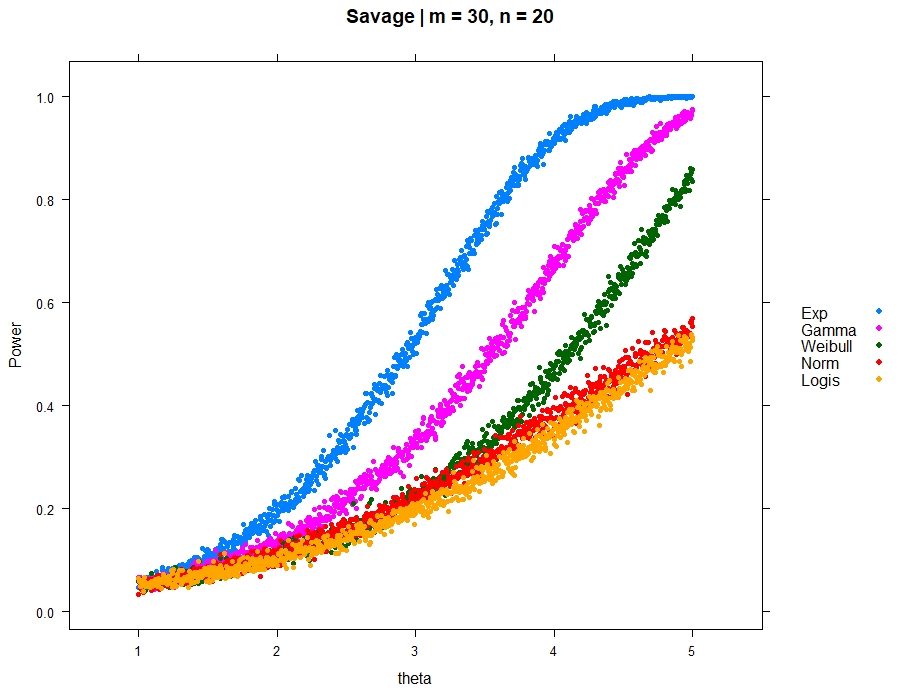 Savage | m = 30, n = 20
1.0
0.8
0.6
0.4
0.2
0.0
Power
1 2 3 4 5
theta
Exp
Gamma
Weibull
Norm
Logis